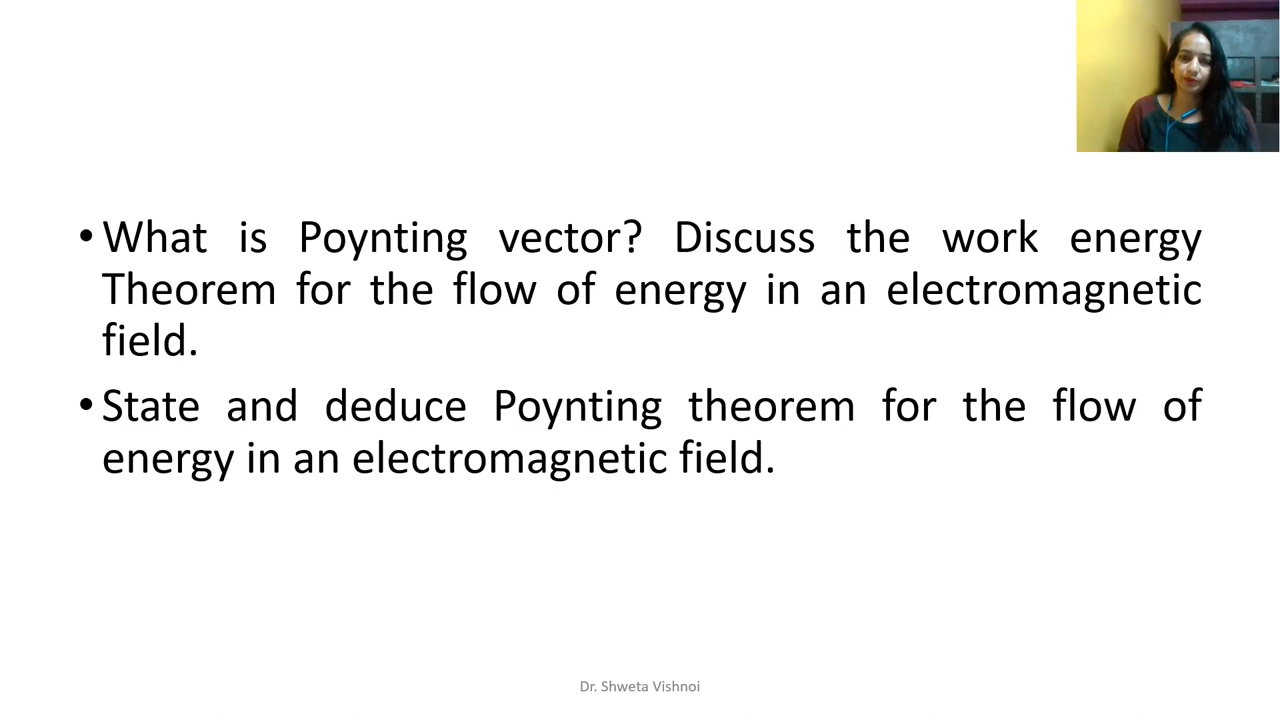 • What is Poynting vector? Discuss the work energy
Theorem for the flow of energy in an electromagnetic
field.
• State and deduce Poynting theorem for the flow of
energy in an electromagnetic field.
Dr. Shweta Vishnoi